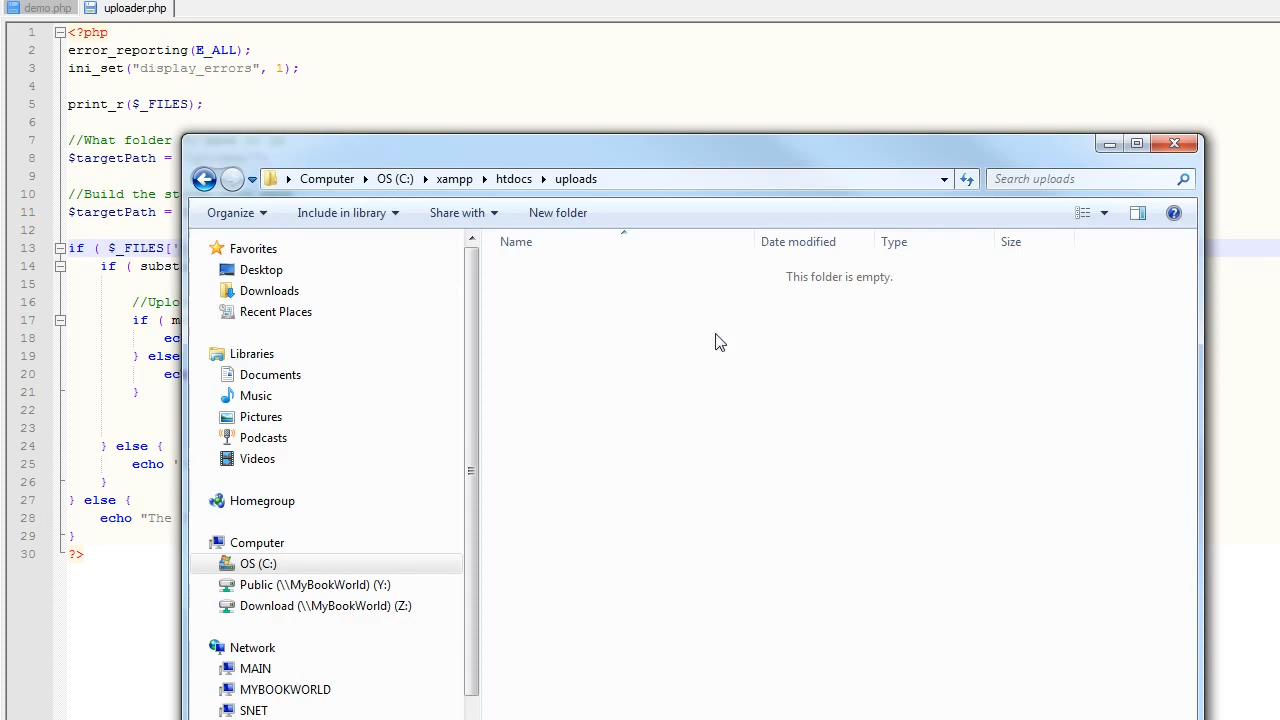 demo.php uploader.php
1 <?php
2 error_reporting(E_ALL);
3 ini_set("display_errors", 1);
4
5 print_r($_FILES);
6
7 //What folder
8 $targetPath =
9
10 //Build the st
11 $targetPath =
12
13 if ( $_FILES['
14 if ( subst
15
16 //Uplo
17 if ( m
18 ec
19 } else
20 ec
21 }
22
23
24 } else {
25 echo '
26 }
27 } else {
28 echo "The
29 }
30 ?>
Computer OS (C:) xampp htdocs uploads
Search uploads
Organize Include in library Share with New folder
Name Date modified Type Size
This folder is empty.
Favorites
Desktop
Downloads
Recent Places
Libraries
Documents
Music
Pictures
Podcasts
Videos
Homegroup
Computer
OS (C:)
Public (\\MyBookWorld) (Y:)
Download (\\MyBookWorld) (Z:)
Network
MAIN
MYBOOKWORLD
SNET